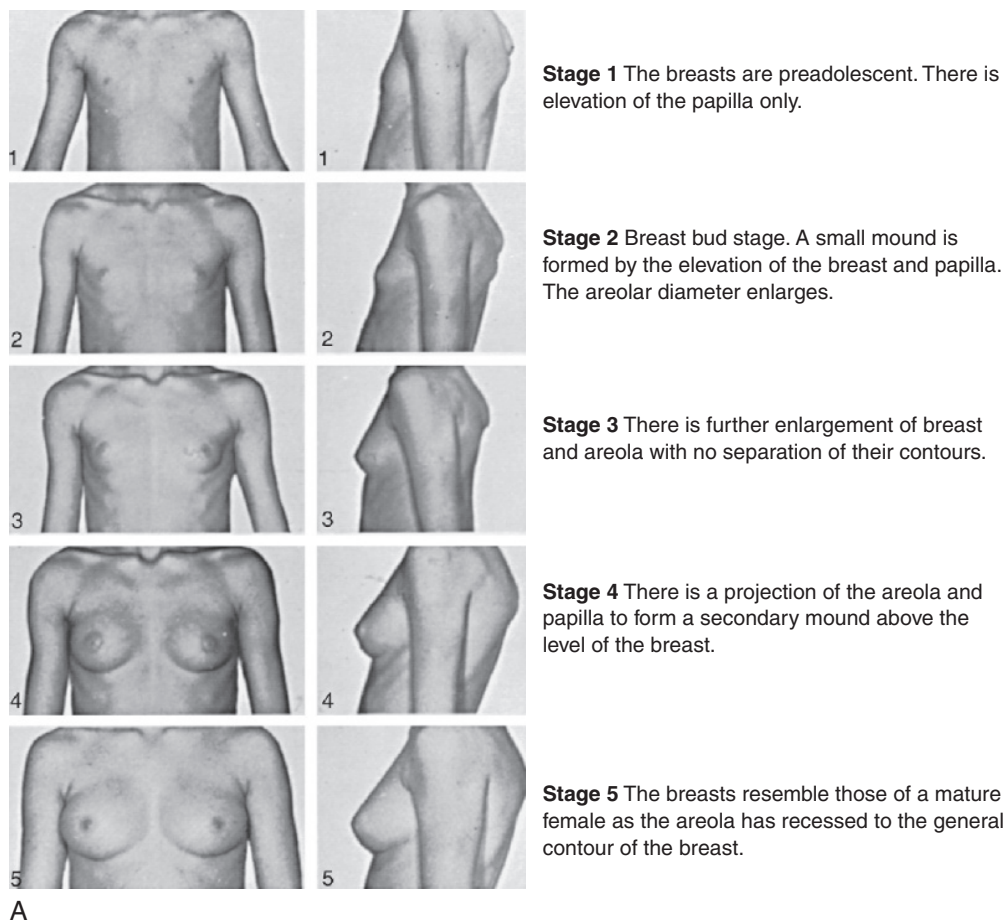 1
1
Stage 1 The breasts are preadolescent. There is
elevation of the papilla only.
2
2
Stage 2 Breast bud stage. A small mound is
formed by the elevation of the breast and papilla.
The areolar diameter enlarges.
3
3
Stage 3 There is further enlargement of breast
and areola with no separation of their contours.
4
4
Stage 4 There is a projection of the areola and
papilla to form a secondary mound above the
level of the breast.
5
5
Stage 5 The breasts resemble those of a mature
female as the areola has recessed to the general
contour of the breast.
A